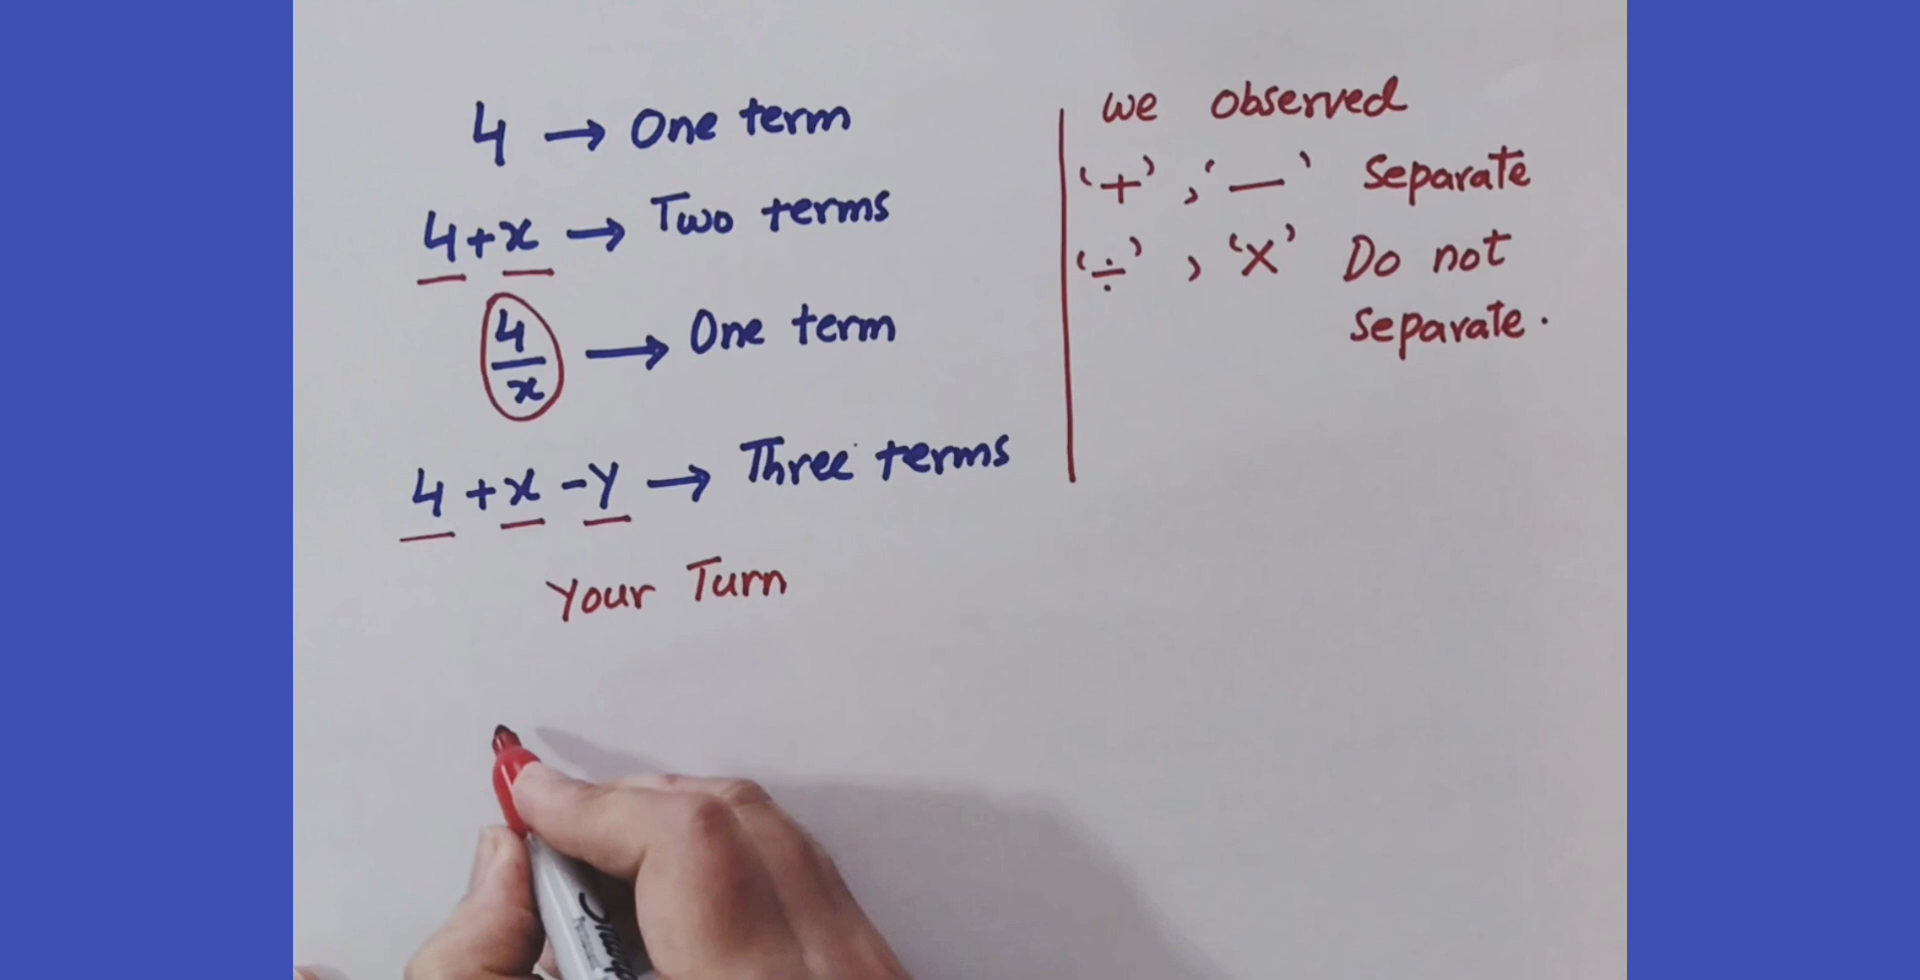 4 → One term
4+x → Two terms
4/x → One term
4+x-y → Three terms
Your Turn
we observed
'+', '—' Separate
'÷', 'x' Do not
separate.
Sharpie